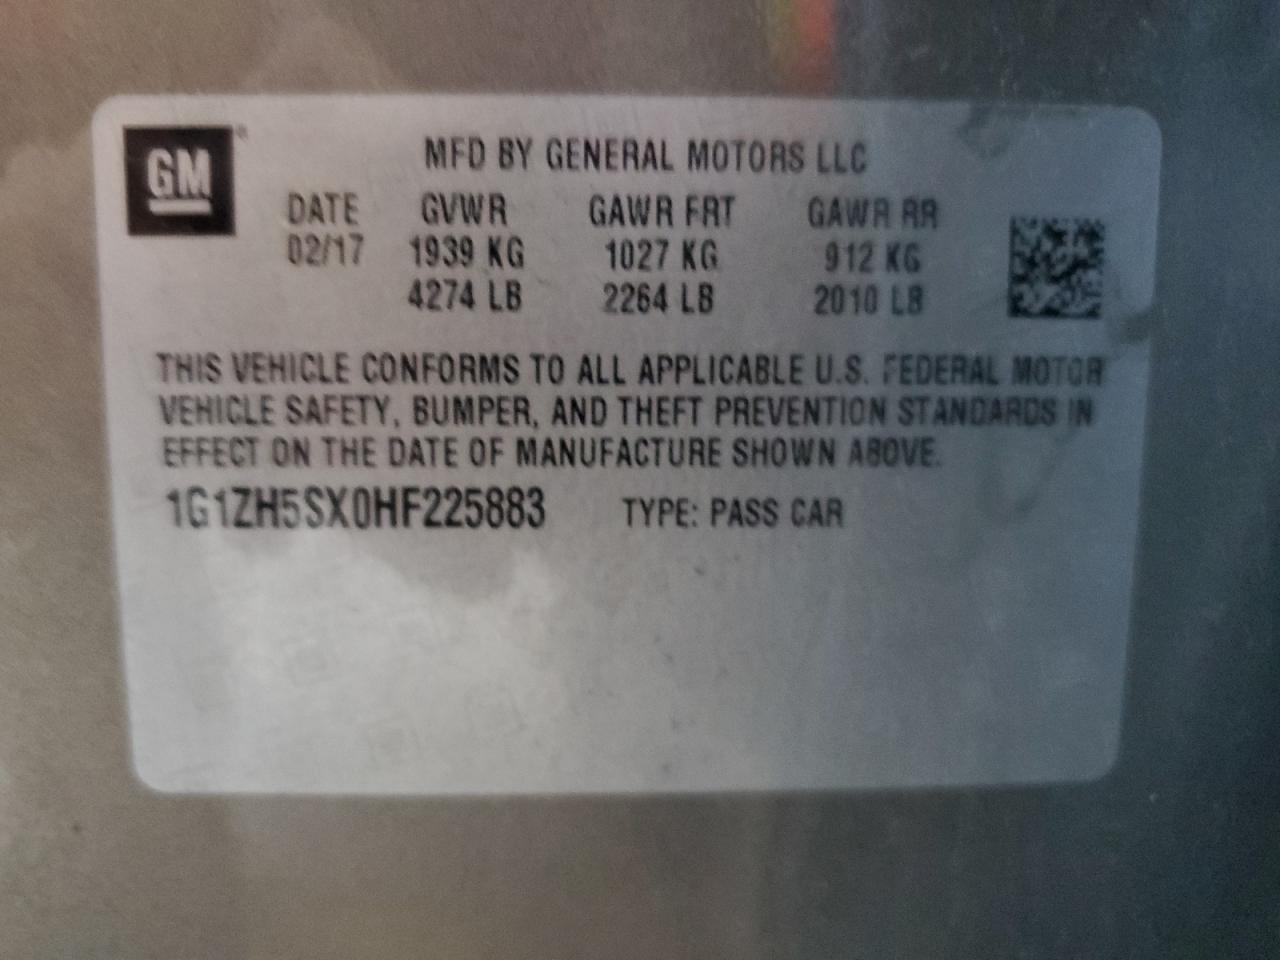 GM
MFD BY GENERAL MOTORS LLC
DATE GVWR GAWR FRT GAWR RR
02/17 1939 KG 1027 KG 912 KG
4274 LB 2264 LB 2010 LB
THIS VEHICLE CONFORMS TO ALL APPLICABLE U.S. FEDERAL MOTOR
VEHICLE SAFETY, BUMPER, AND THEFT PREVENTION STANDARDS IN
EFFECT ON THE DATE OF MANUFACTURE SHOWN ABOVE.
1G1ZH5SX0HF225883 TYPE: PASS CAR